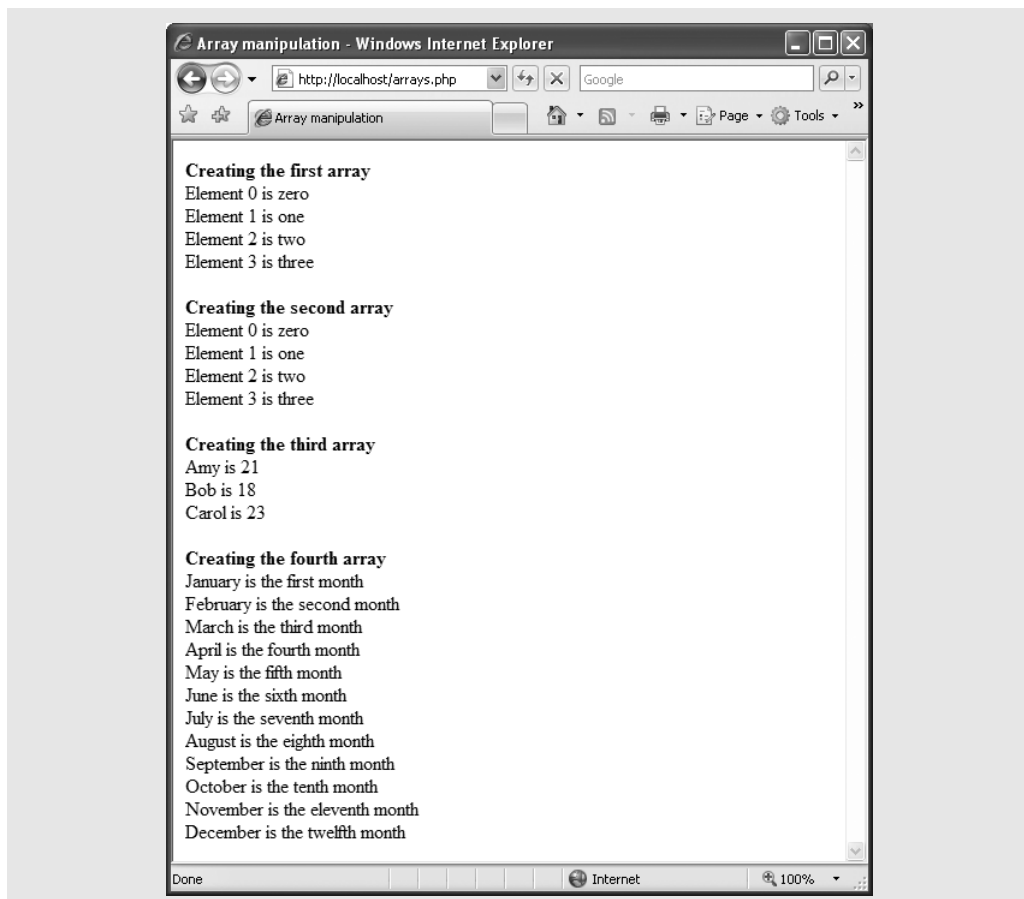 Array manipulation - Windows Internet Explorer
http://localhost/arrays.php
Google
Array manipulation
Page
Tools
»
Creating the first array
Element 0 is zero
Element 1 is one
Element 2 is two
Element 3 is three
Creating the second array
Element 0 is zero
Element 1 is one
Element 2 is two
Element 3 is three
Creating the third array
Amy is 21
Bob is 18
Carol is 23
Creating the fourth array
January is the first month
February is the second month
March is the third month
April is the fourth month
May is the fifth month
June is the sixth month
July is the seventh month
August is the eighth month
September is the ninth month
October is the tenth month
November is the eleventh month
December is the twelfth month
Done
Internet
100%